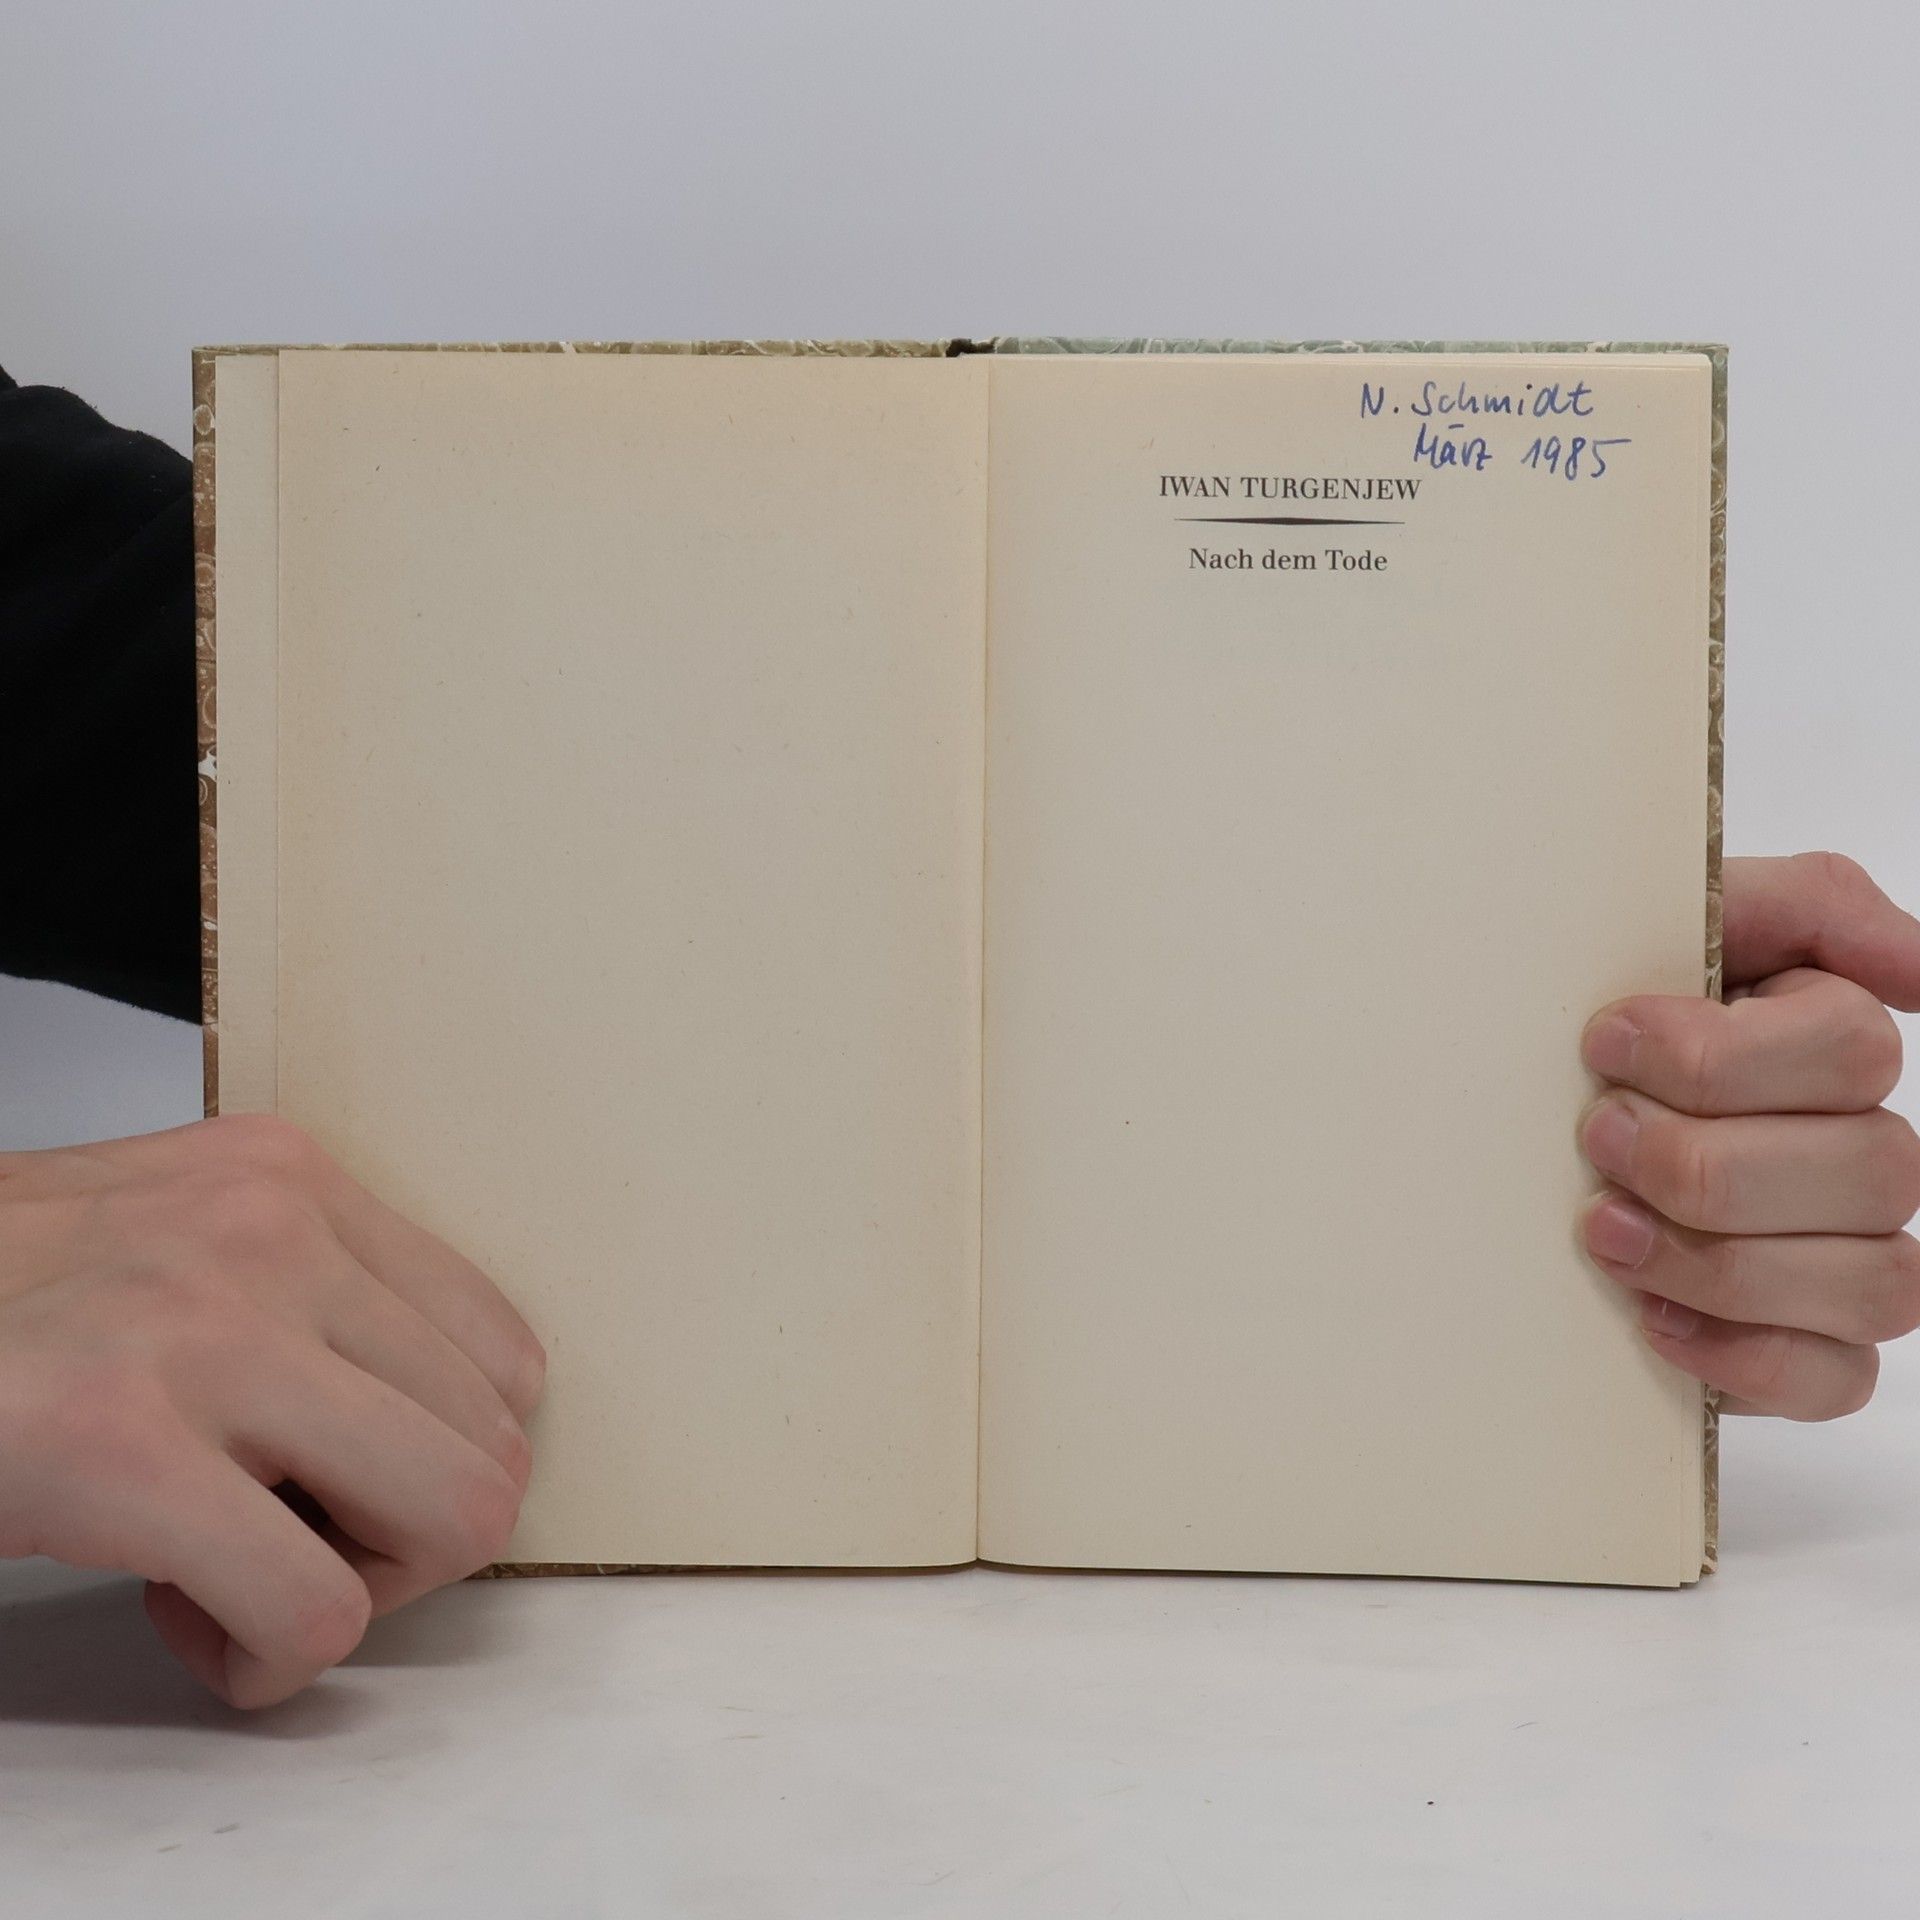 N. Schmidt
März 1985
IWAN TURGENJEW
Nach dem Tode